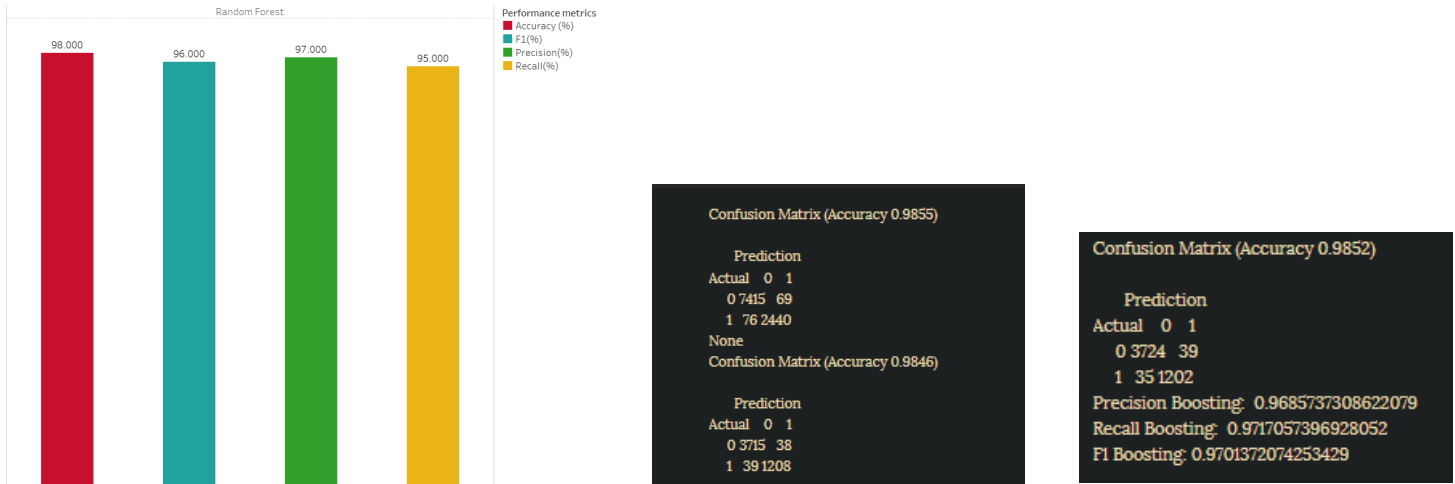 Random Forest
98.000
96.000
97.000
95.000
Performance metrics
Accuracy (%)
F1(%)
Precision(%)
Recall(%)
Confusion Matrix (Accuracy 0.9855)
Prediction
Actual 0 1
0 7415 69
1 76 2440
None
Confusion Matrix (Accuracy 0.9846)
Prediction
Actual 0 1
0 3715 38
1 39 1208
Confusion Matrix (Accuracy 0.9852)
Prediction
Actual 0 1
0 3724 39
1 35 1202
Precision Boosting: 0.9685737308622079
Recall Boosting: 0.9717057396928052
F1 Boosting: 0.9701372074253429